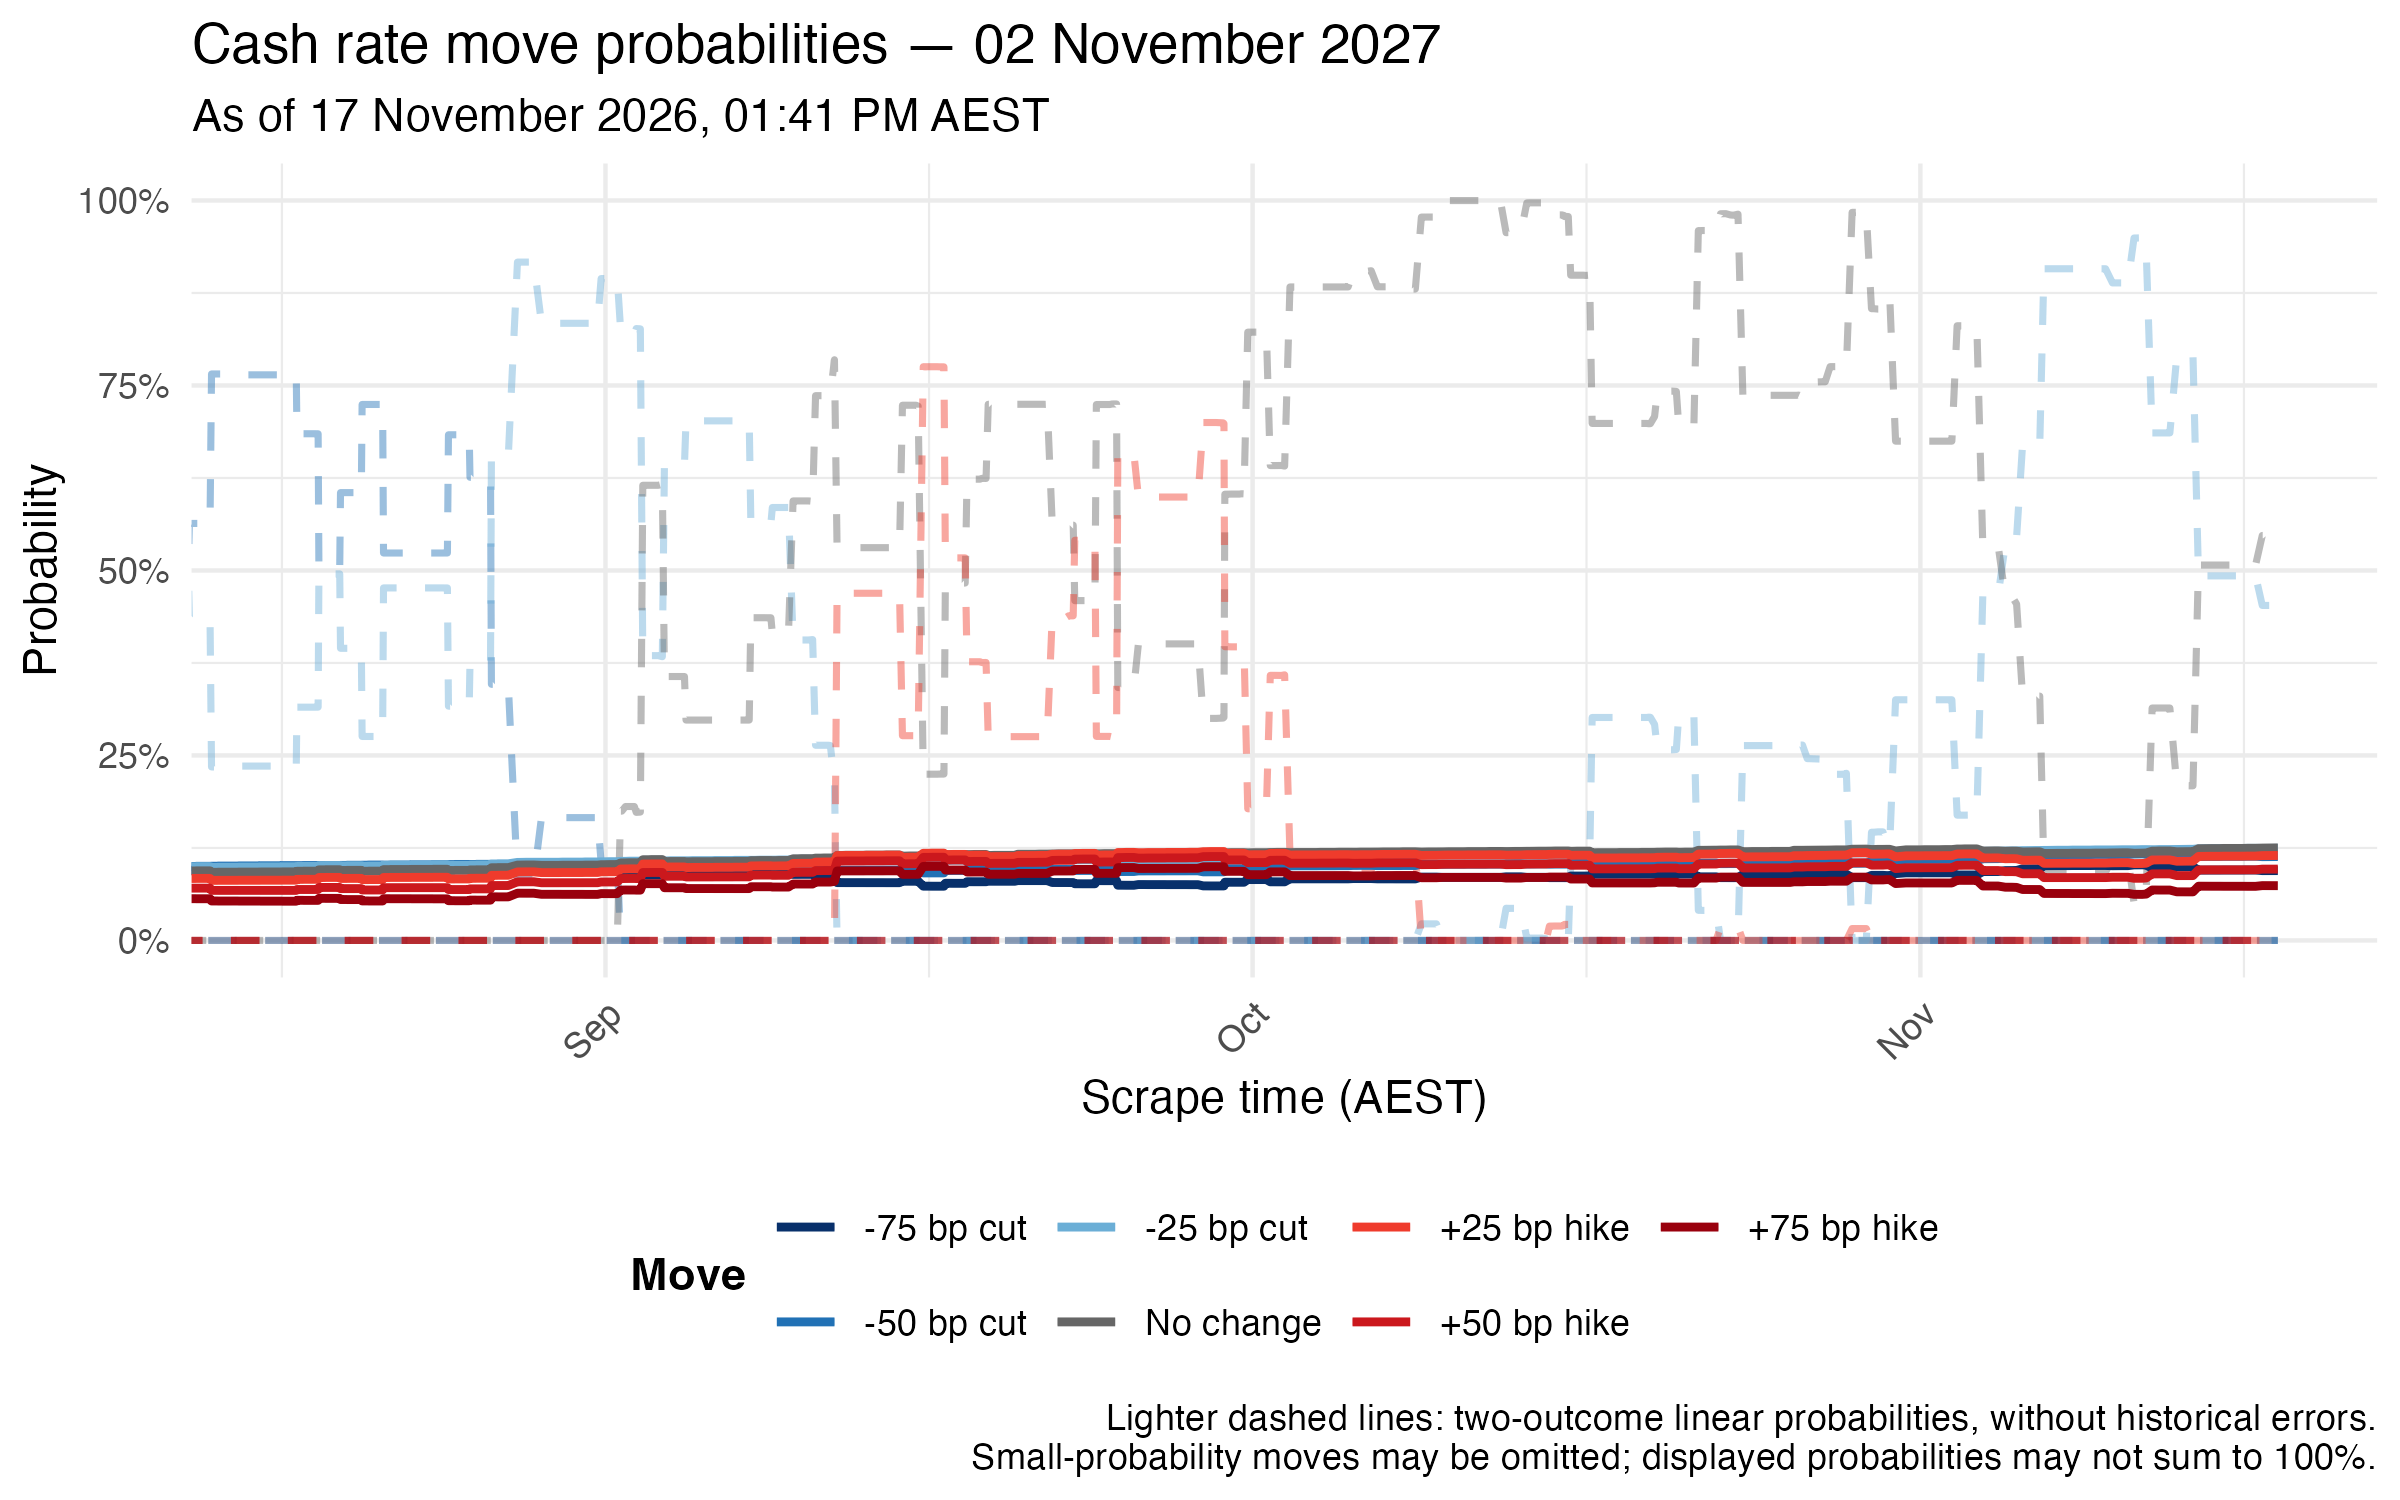 Cash rate move probabilities — 02 November 2027
As of 17 November 2026, 01:41 PM AEST
Probability
100%
75%
50%
25%
0%
Sep
Oct
Nov
Scrape time (AEST)
Move
-75 bp cut
-25 bp cut
+25 bp hike
+75 bp hike
-50 bp cut
No change
+50 bp hike
Lighter dashed lines: two-outcome linear probabilities, without historical errors.
Small-probability moves may be omitted; displayed probabilities may not sum to 100%.